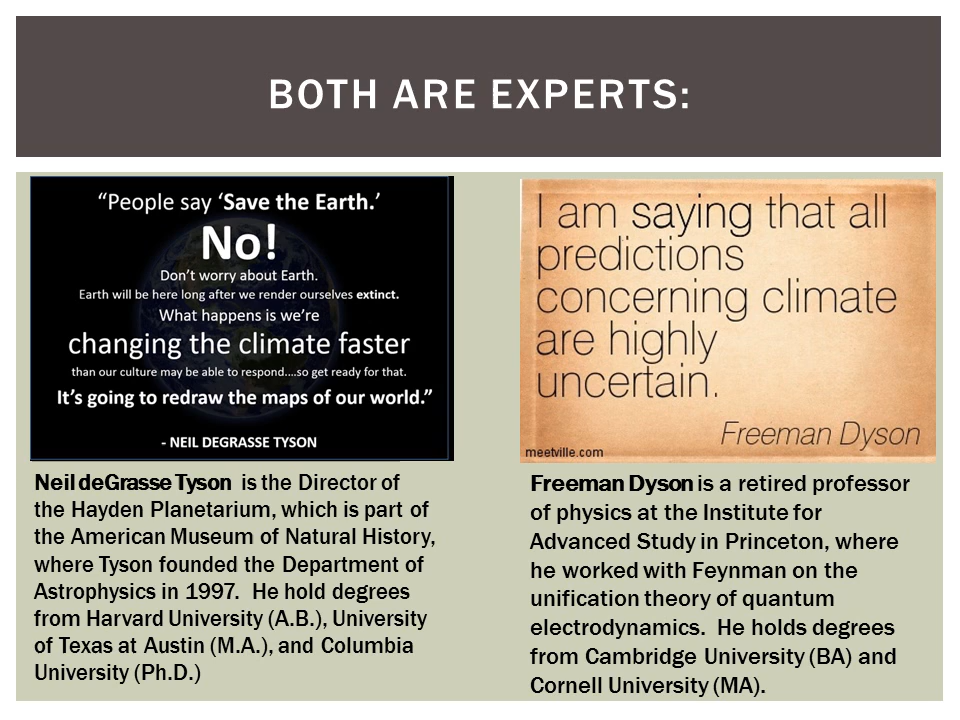 BOTH ARE EXPERTS:
“People say ‘Save the Earth.’
No!
Don’t worry about Earth.
Earth will be here long after we render ourselves extinct.
What happens is we’re
changing the climate faster
than our culture may be able to respond....so get ready for that.
It’s going to redraw the maps of our world.”
- NEIL DEGRASSE TYSON
Neil deGrasse Tyson is the Director of
the Hayden Planetarium, which is part of
the American Museum of Natural History,
where Tyson founded the Department of
Astrophysics in 1997. He hold degrees
from Harvard University (A.B.), University
of Texas at Austin (M.A.), and Columbia
University (Ph.D.)
I am saying that all
predictions
concerning climate
are highly
uncertain.
Freeman Dyson
meetville.com
Freeman Dyson is a retired professor
of physics at the Institute for
Advanced Study in Princeton, where
he worked with Feynman on the
unification theory of quantum
electrodynamics. He holds degrees
from Cambridge University (BA) and
Cornell University (MA).